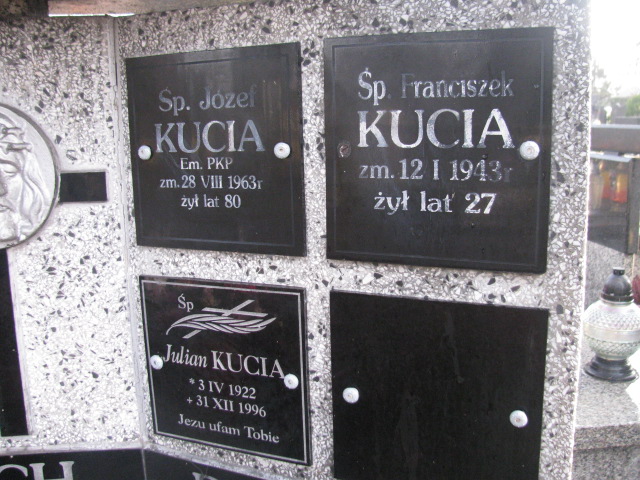 Śp. Józef
KUCIA
Em. PKP
zm. 28 VIII 1963r
żył lat 80
Śp. Franciszek
KUCIA
zm. 12 I 1943r
żył lat 27
Śp
Julian KUCIA
* 3 IV 1922
+ 31 XII 1996
Jezu ufam Tobie
CH